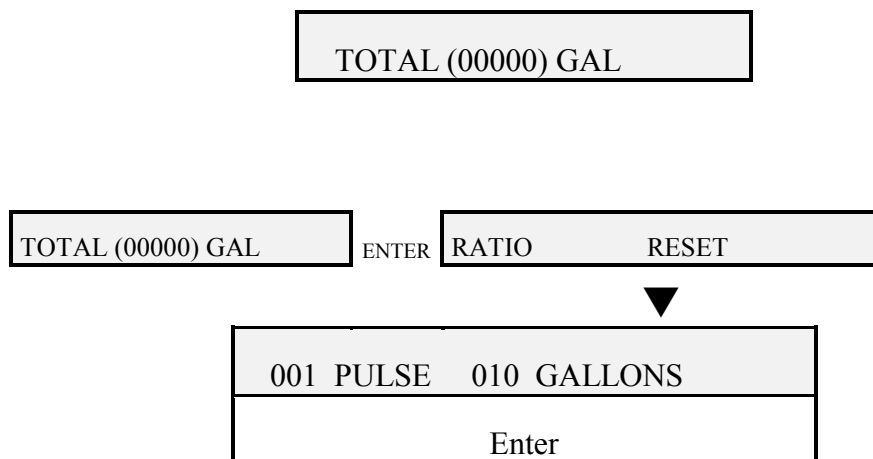 TOTAL (00000) GAL
TOTAL (00000) GAL ENTER RATIO RESET
001 PULSE 010 GALLONS
Enter